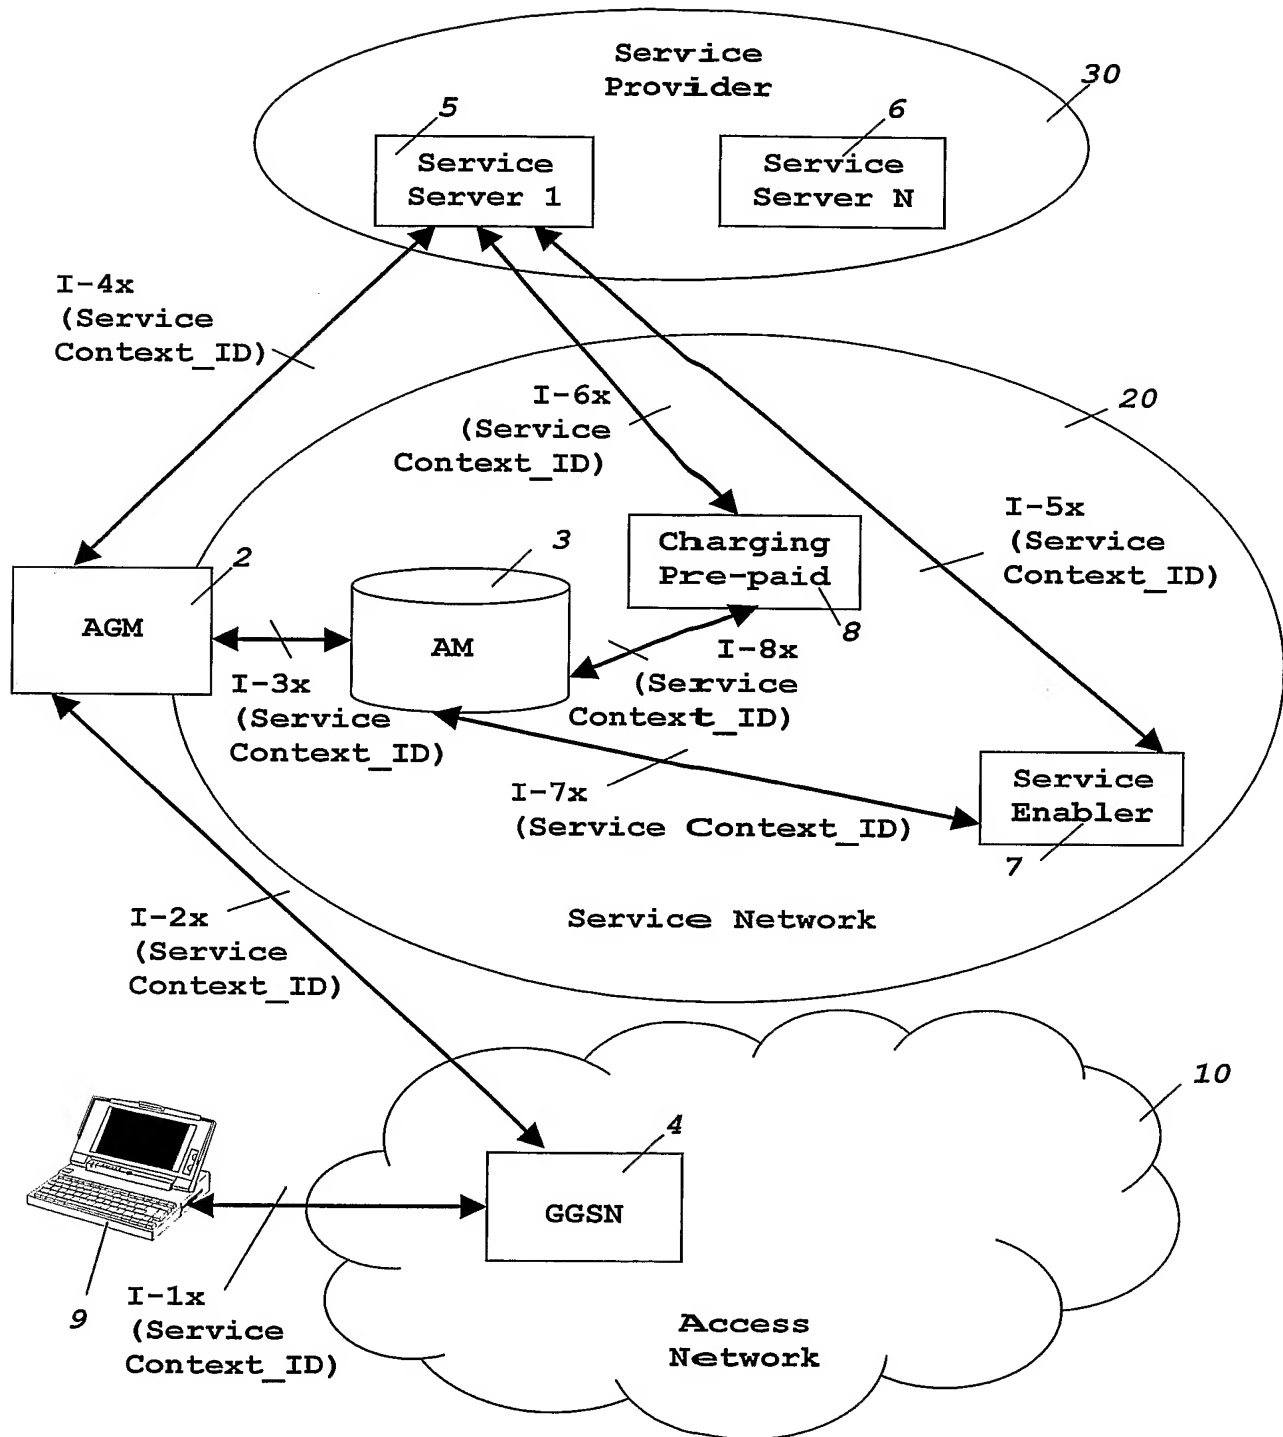 Service
Provider
30
5
6
Service
Server 1
Service
Server N
I-4x
(Service
Context_ID)
I-6x
(Service
Context_ID)
20
I-5x
(Service
Context_ID)
2
3
Charging
Pre-paid
8
AGM
AM
I-3x
(Service
Context_ID)
I-8x
(Service
Context_ID)
I-7x
(Service Context_ID)
Service
Enabler
7
I-2x
(Service
Context_ID)
Service Network
10
4
GGSN
9
I-1x
(Service
Context_ID)
Access
Network